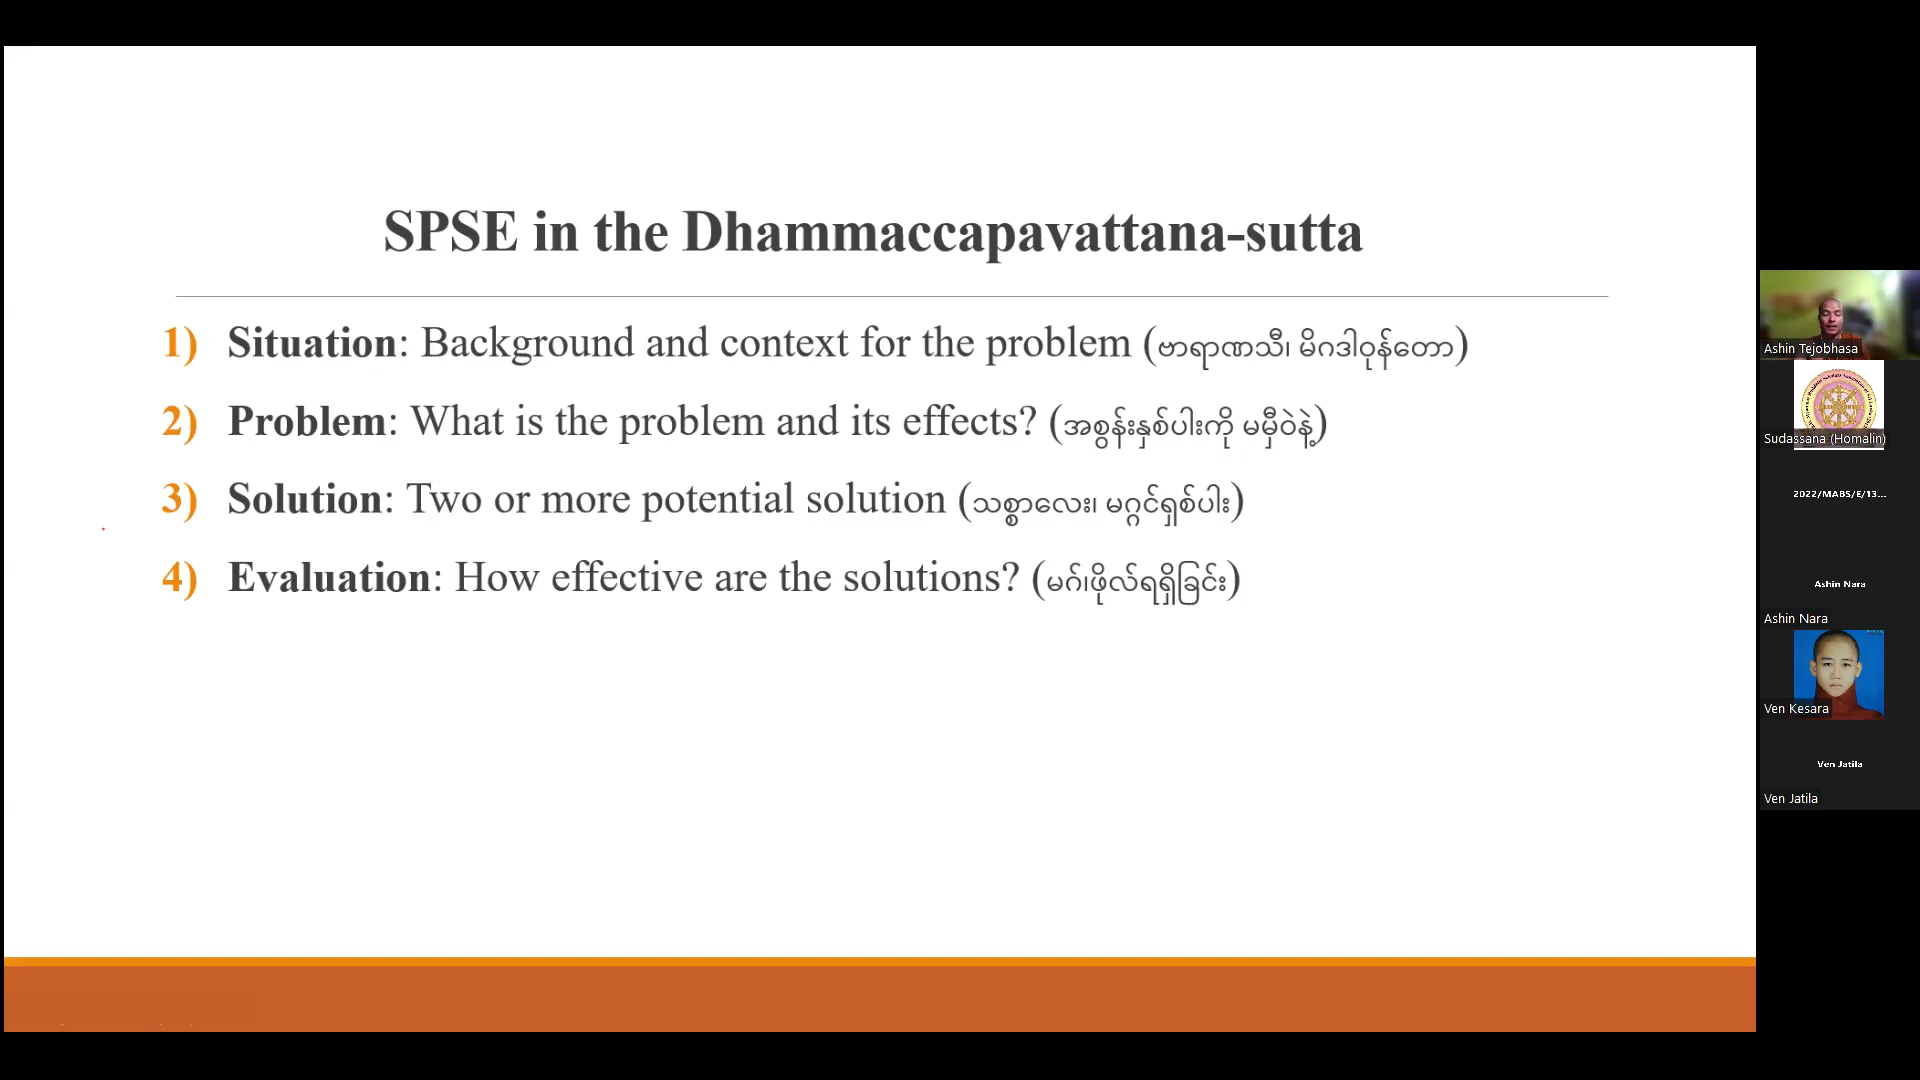 SPSE in the Dhammaccapavattana-sutta
1) Situation: Background and context for the problem (ဗာရာဏသီ၊ မိဂဒါဝုန်တော)
2) Problem: What is the problem and its effects? (အစွန်းနှစ်ပါးကို မမှီဝဲနဲ့)
3) Solution: Two or more potential solution (သစ္စာလေး၊ မဂ္ဂင်ရှစ်ပါး)
4) Evaluation: How effective are the solutions? (မဂ်၊ဖိုလ်ရရှိခြင်း)
Ashin Tejobhasa
Sudassana (Homalin)
2022/MABS/E/13...
Ashin Nara
Ashin Nara
Ven Kesara
Ven Jatila
Ven Jatila